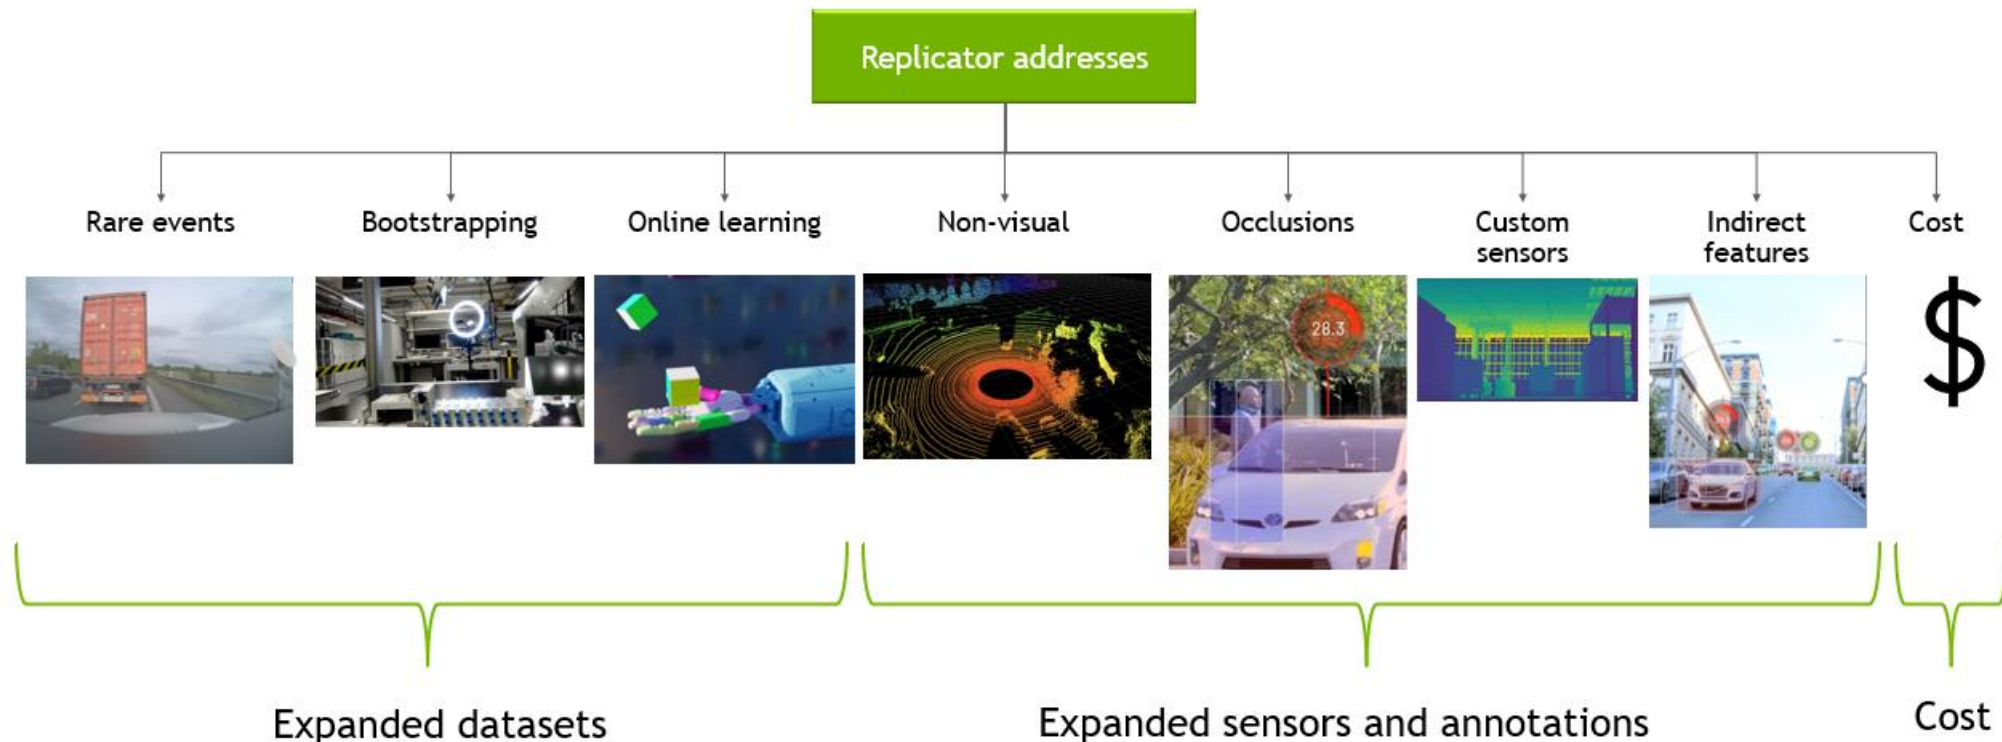 Replicator addresses
Rare events
Bootstrapping
Online learning
Non-visual
Occlusions
Custom
sensors
Indirect
features
Cost
28.3
$
Expanded datasets
Expanded sensors and annotations
Cost